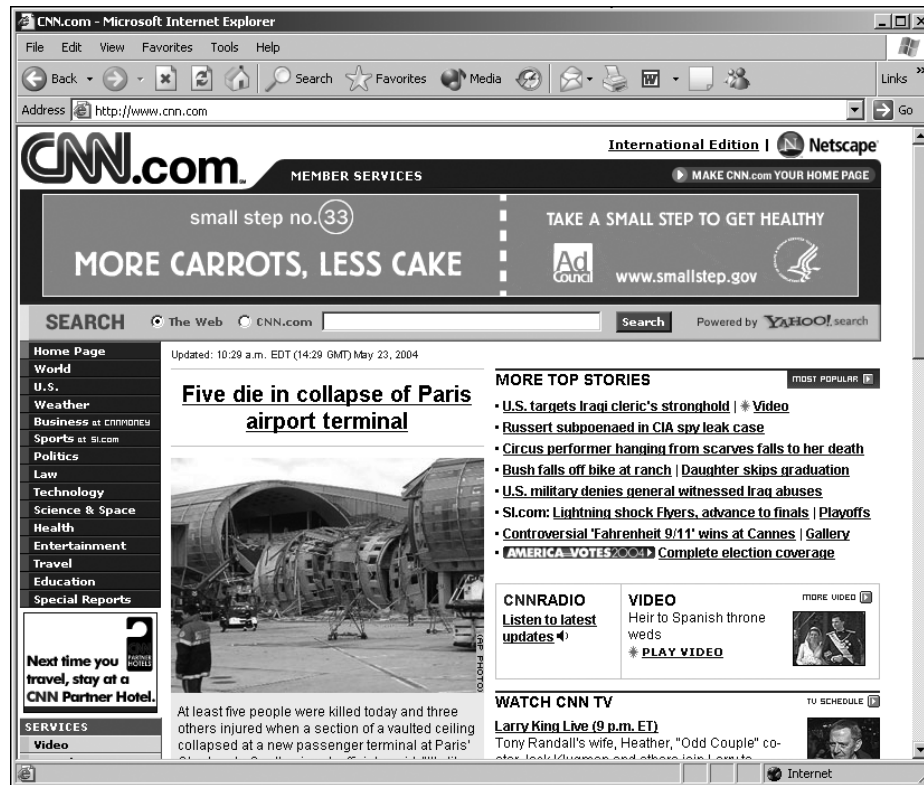 CNN.com - Microsoft Internet Explorer
File Edit View Favorites Tools Help
Back Search Favorites Media Links »
Address http://www.cnn.com Go
CNN.com
International Edition | N Netscape
MEMBER SERVICES MAKE CNN.com YOUR HOME PAGE
small step no. 33
MORE CARROTS, LESS CAKE
TAKE A SMALL STEP TO GET HEALTHY
Ad Council www.smallstep.gov
SEARCH The Web CNN.com Search Powered by YAHOO! search
Home Page
World
U.S.
Weather
Business at CNNMONEY
Sports at SI.com
Politics
Law
Technology
Science & Space
Health
Entertainment
Travel
Education
Special Reports
Next time you
travel, stay at a
CNN Partner Hotel.
PARTNER
HOTELS
SERVICES
Video
Updated: 10:29 a.m. EDT (14:29 GMT) May 23, 2004
Five die in collapse of Paris
airport terminal
(AP PHOTO)
At least five people were killed today and three
others injured when a section of a vaulted ceiling
collapsed at a new passenger terminal at Paris'
MORE TOP STORIES MOST POPULAR
• U.S. targets Iraqi cleric's stronghold | Video
• Russert subpoenaed in CIA spy leak case
• Circus performer hanging from scarves falls to her death
• Bush falls off bike at ranch | Daughter skips graduation
• U.S. military denies general witnessed Iraq abuses
• SI.com: Lightning shock Flyers, advance to finals | Playoffs
• Controversial 'Fahrenheit 9/11' wins at Cannes | Gallery
• AMERICA VOTES 2004 Complete election coverage
CNNRADIO
Listen to latest
updates
VIDEO MORE VIDEO
Heir to Spanish throne
weds
PLAY VIDEO
WATCH CNN TV TV SCHEDULE
Larry King Live (9 p.m. ET)
Tony Randall's wife, Heather, "Odd Couple" co-
Internet